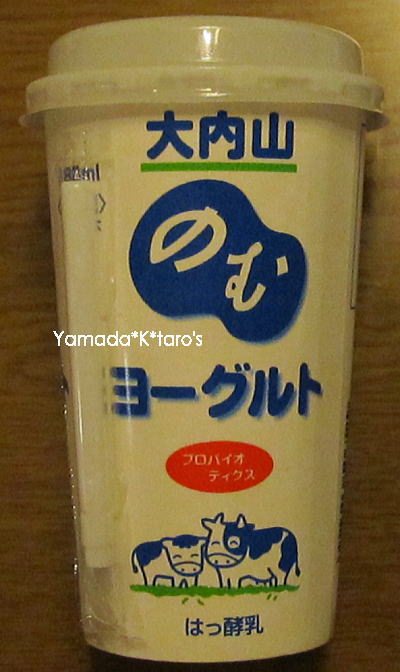 大内山
のむ
Yamada*K*taro's
ヨーグルト
プロバイオ
ティクス
はっ酵乳